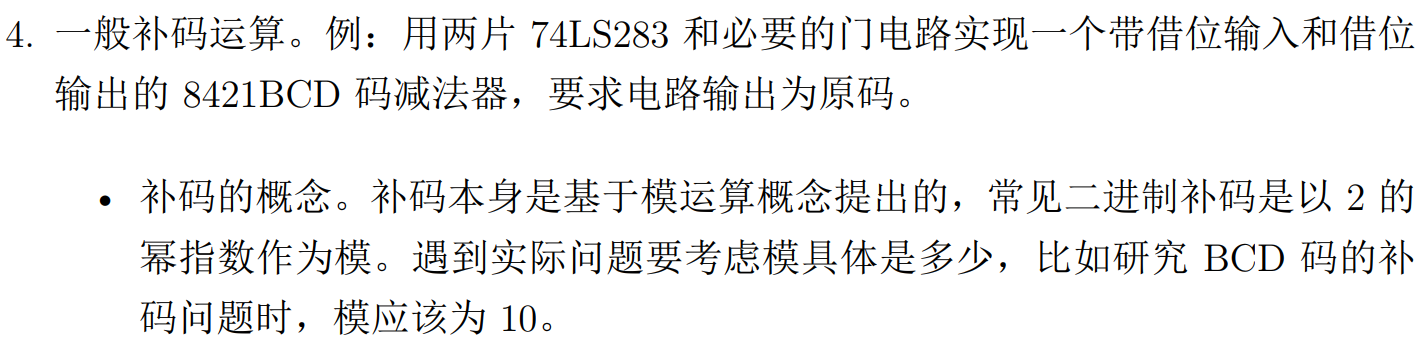 4. 一般补码运算。例：用两片 74LS283 和必要的门电路实现一个带借位输入和借位
输出的 8421BCD 码减法器，要求电路输出为原码。
• 补码的概念。补码本身是基于模运算概念提出的，常见二进制补码是以 2 的
幂指数作为模。遇到实际问题要考虑模具体是多少，比如研究 BCD 码的补
码问题时，模应该为 10。